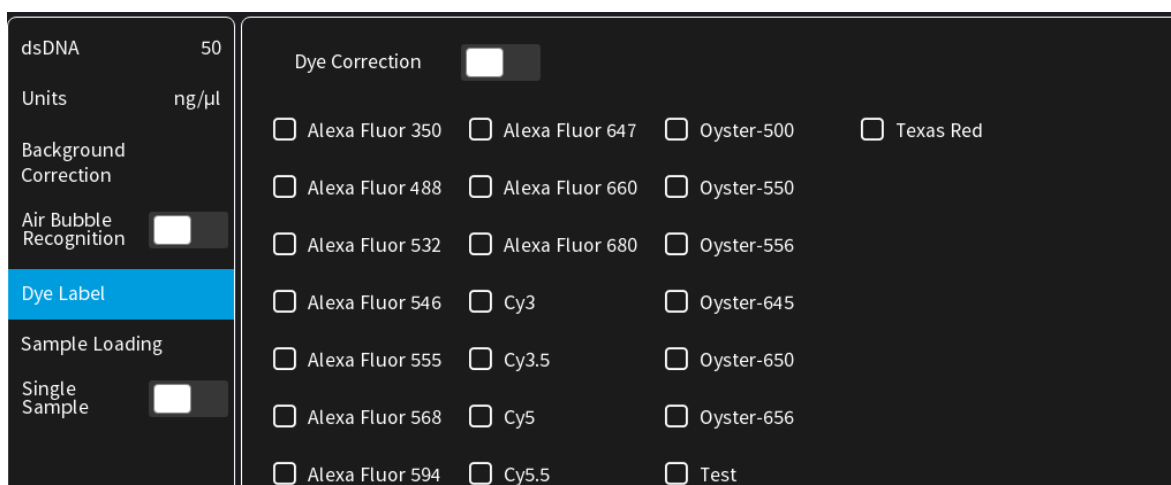 dsDNA 50
Units ng/µl
Background
Correction
Air Bubble
Recognition
Dye Label
Sample Loading
Single
Sample
Dye Correction
Alexa Fluor 350 Alexa Fluor 647 Oyster-500 Texas Red
Alexa Fluor 488 Alexa Fluor 660 Oyster-550
Alexa Fluor 532 Alexa Fluor 680 Oyster-556
Alexa Fluor 546 Cy3 Oyster-645
Alexa Fluor 555 Cy3.5 Oyster-650
Alexa Fluor 568 Cy5 Oyster-656
Alexa Fluor 594 Cy5.5 Test